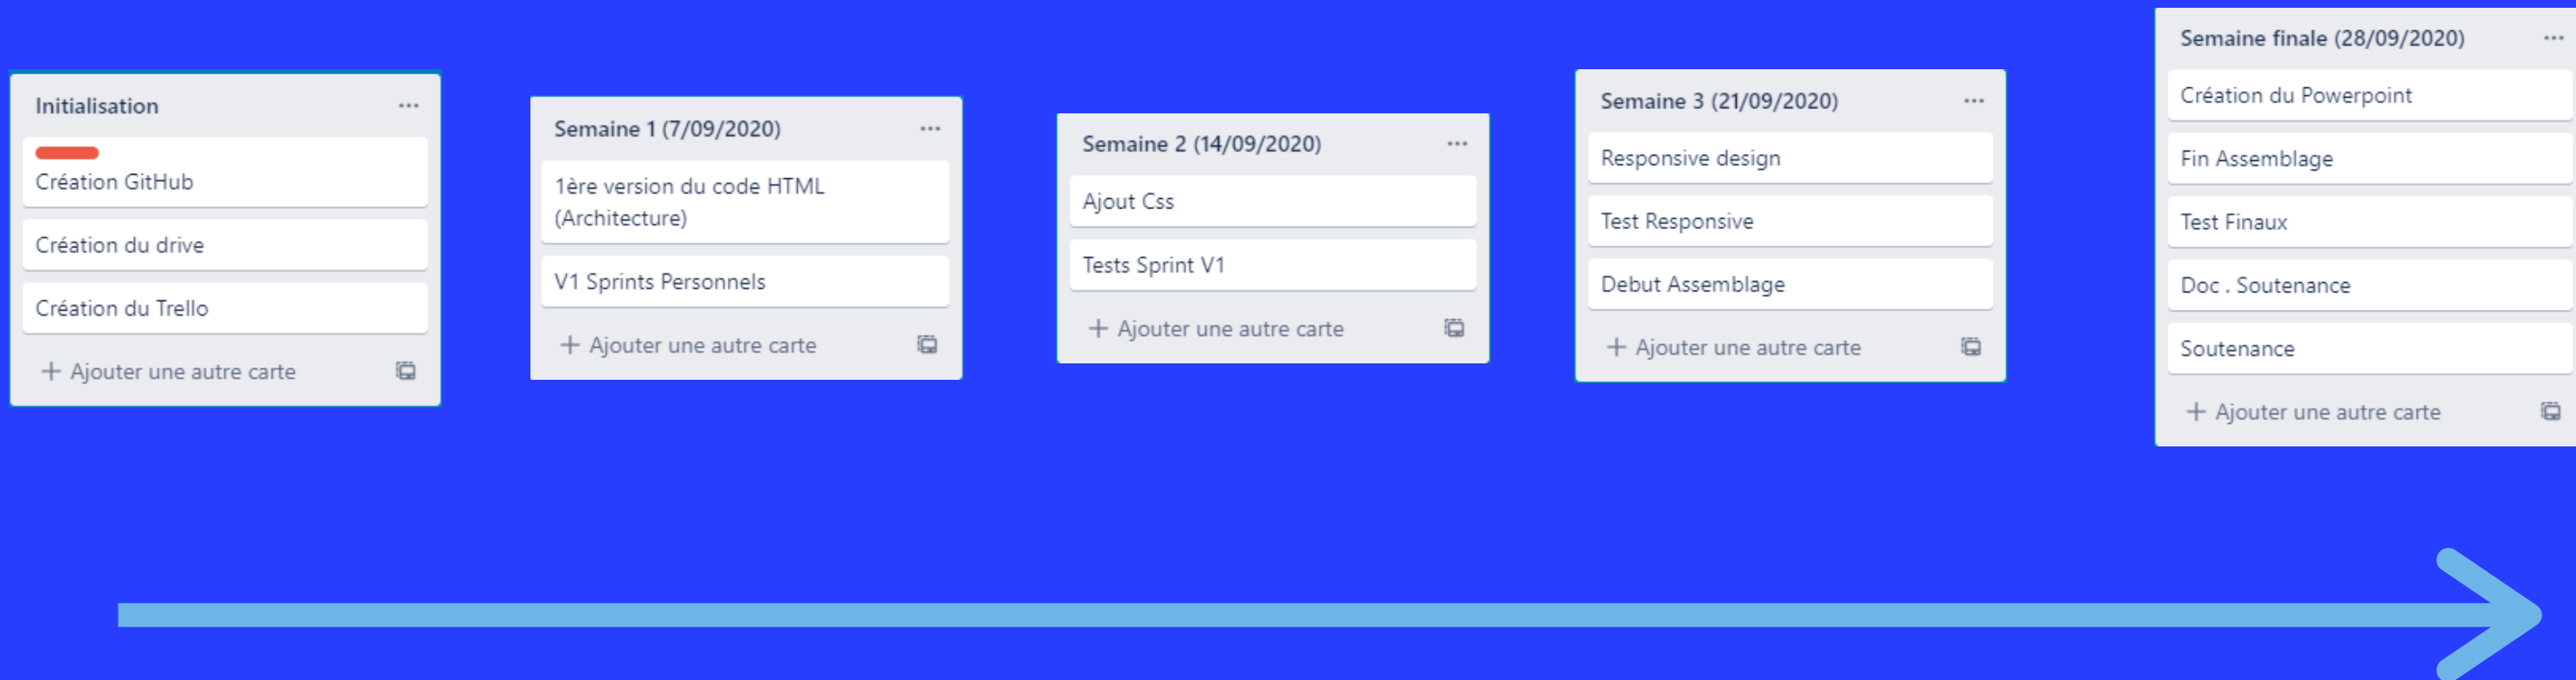 Initialisation
Création GitHub
Création du drive
Création du Trello
Ajouter une autre carte
Semaine 1 (7/09/2020)
1ère version du code HTML
(Architecture)
V1 Sprints Personnels
Ajouter une autre carte
Semaine 2 (14/09/2020)
Ajout Css
Tests Sprint V1
Ajouter une autre carte
Semaine 3 (21/09/2020)
Responsive design
Test Responsive
Debut Assemblage
Ajouter une autre carte
Semaine finale (28/09/2020)
Création du Powerpoint
Fin Assemblage
Test Finaux
Doc . Soutenance
Soutenance
Ajouter une autre carte